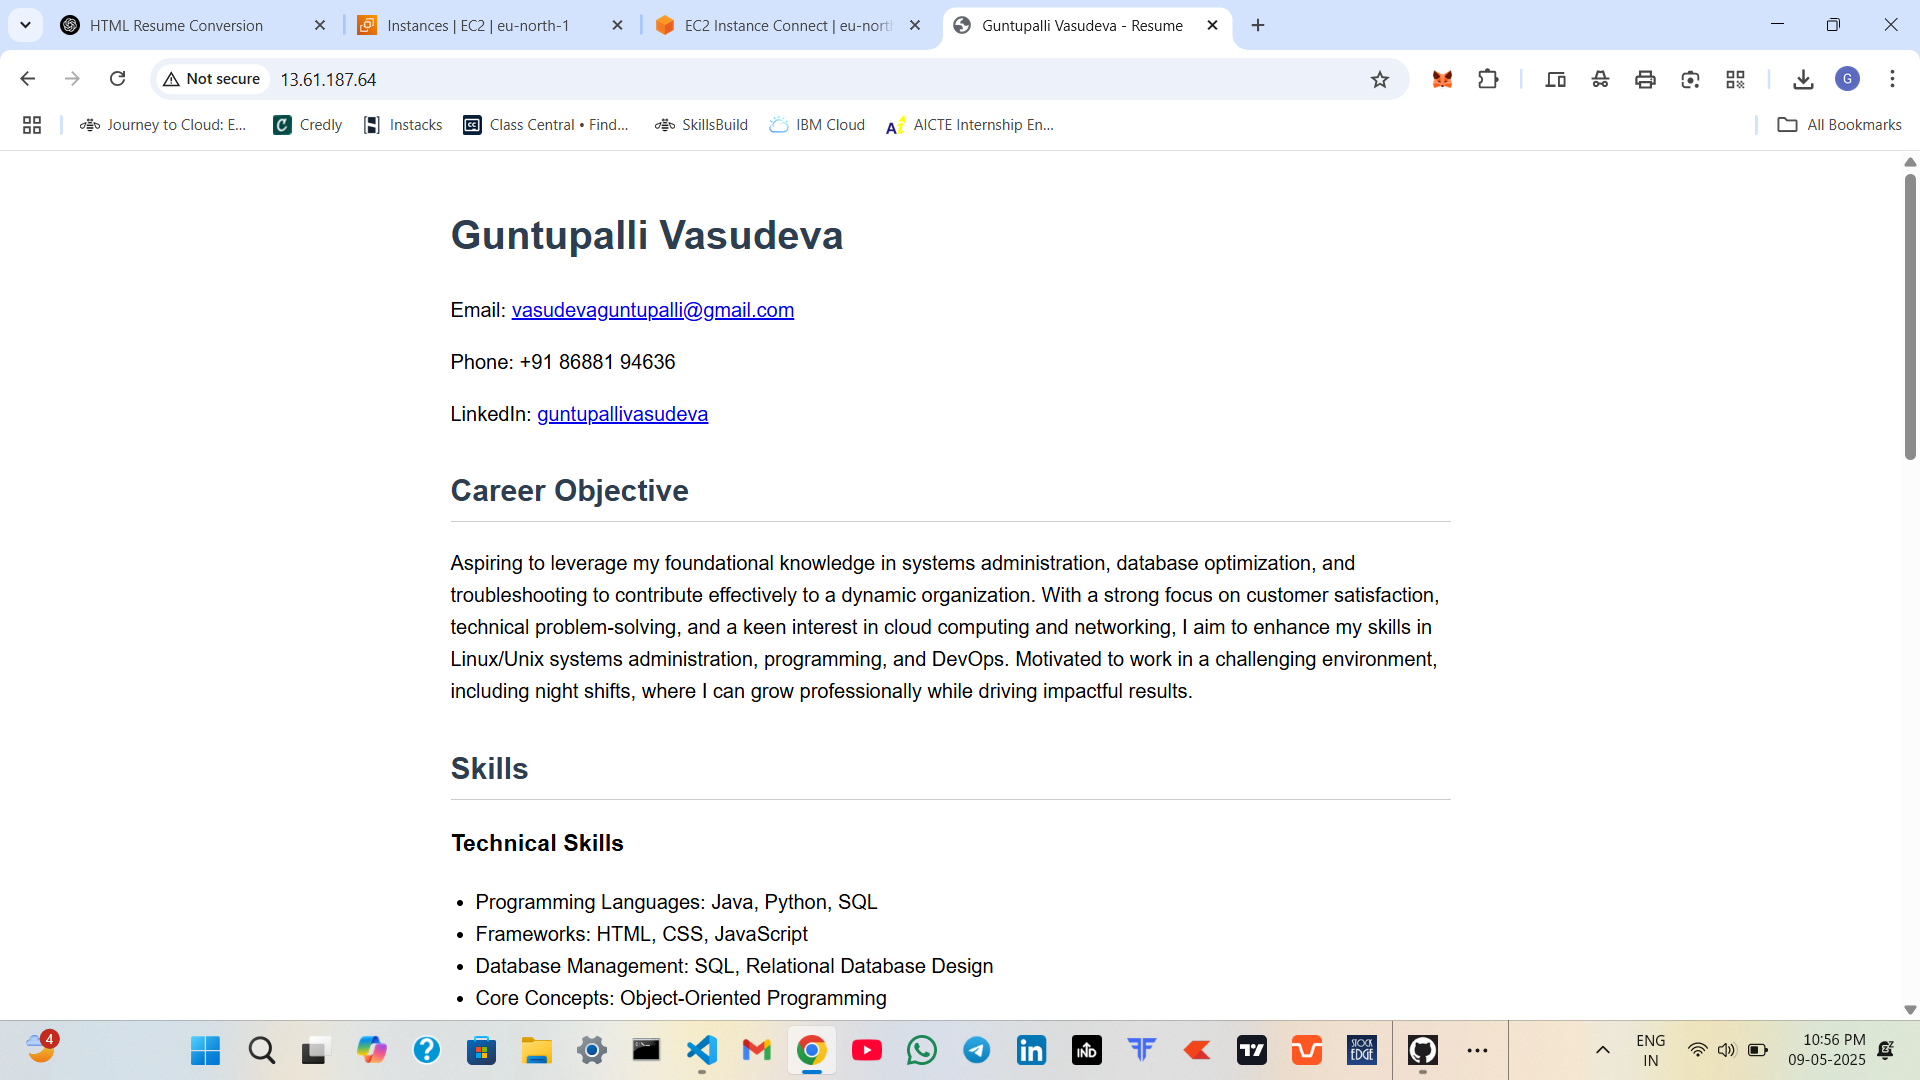 HTML Resume Conversion
Instances | EC2 | eu-north-1
EC2 Instance Connect | eu-nort
Guntupalli Vasudeva - Resume
Not secure
13.61.187.64
G
Journey to Cloud: E...
Credly
Instacks
Class Central • Find...
SkillsBuild
IBM Cloud
AICTE Internship En...
All Bookmarks
Guntupalli Vasudeva
Email: vasudevaguntupalli@gmail.com
Phone: +91 86881 94636
LinkedIn: guntupallivasudeva
Career Objective
Aspiring to leverage my foundational knowledge in systems administration, database optimization, and
troubleshooting to contribute effectively to a dynamic organization. With a strong focus on customer satisfaction,
technical problem-solving, and a keen interest in cloud computing and networking, I aim to enhance my skills in
Linux/Unix systems administration, programming, and DevOps. Motivated to work in a challenging environment,
including night shifts, where I can grow professionally while driving impactful results.
Skills
Technical Skills
• Programming Languages: Java, Python, SQL
• Frameworks: HTML, CSS, JavaScript
• Database Management: SQL, Relational Database Design
• Core Concepts: Object-Oriented Programming
4
IND
STOCK
EDGE
ENG
IN
10:56 PM
09-05-2025